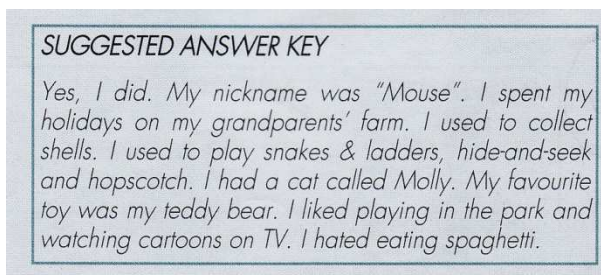 SUGGESTED ANSWER KEY
Yes, I did. My nickname was "Mouse". I spent my
holidays on my grandparents' farm. I used to collect
shells. I used to play snakes & ladders, hide-and-seek
and hopscotch. I had a cat called Molly. My favourite
toy was my teddy bear. I liked playing in the park and
watching cartoons on TV. I hated eating spaghetti.